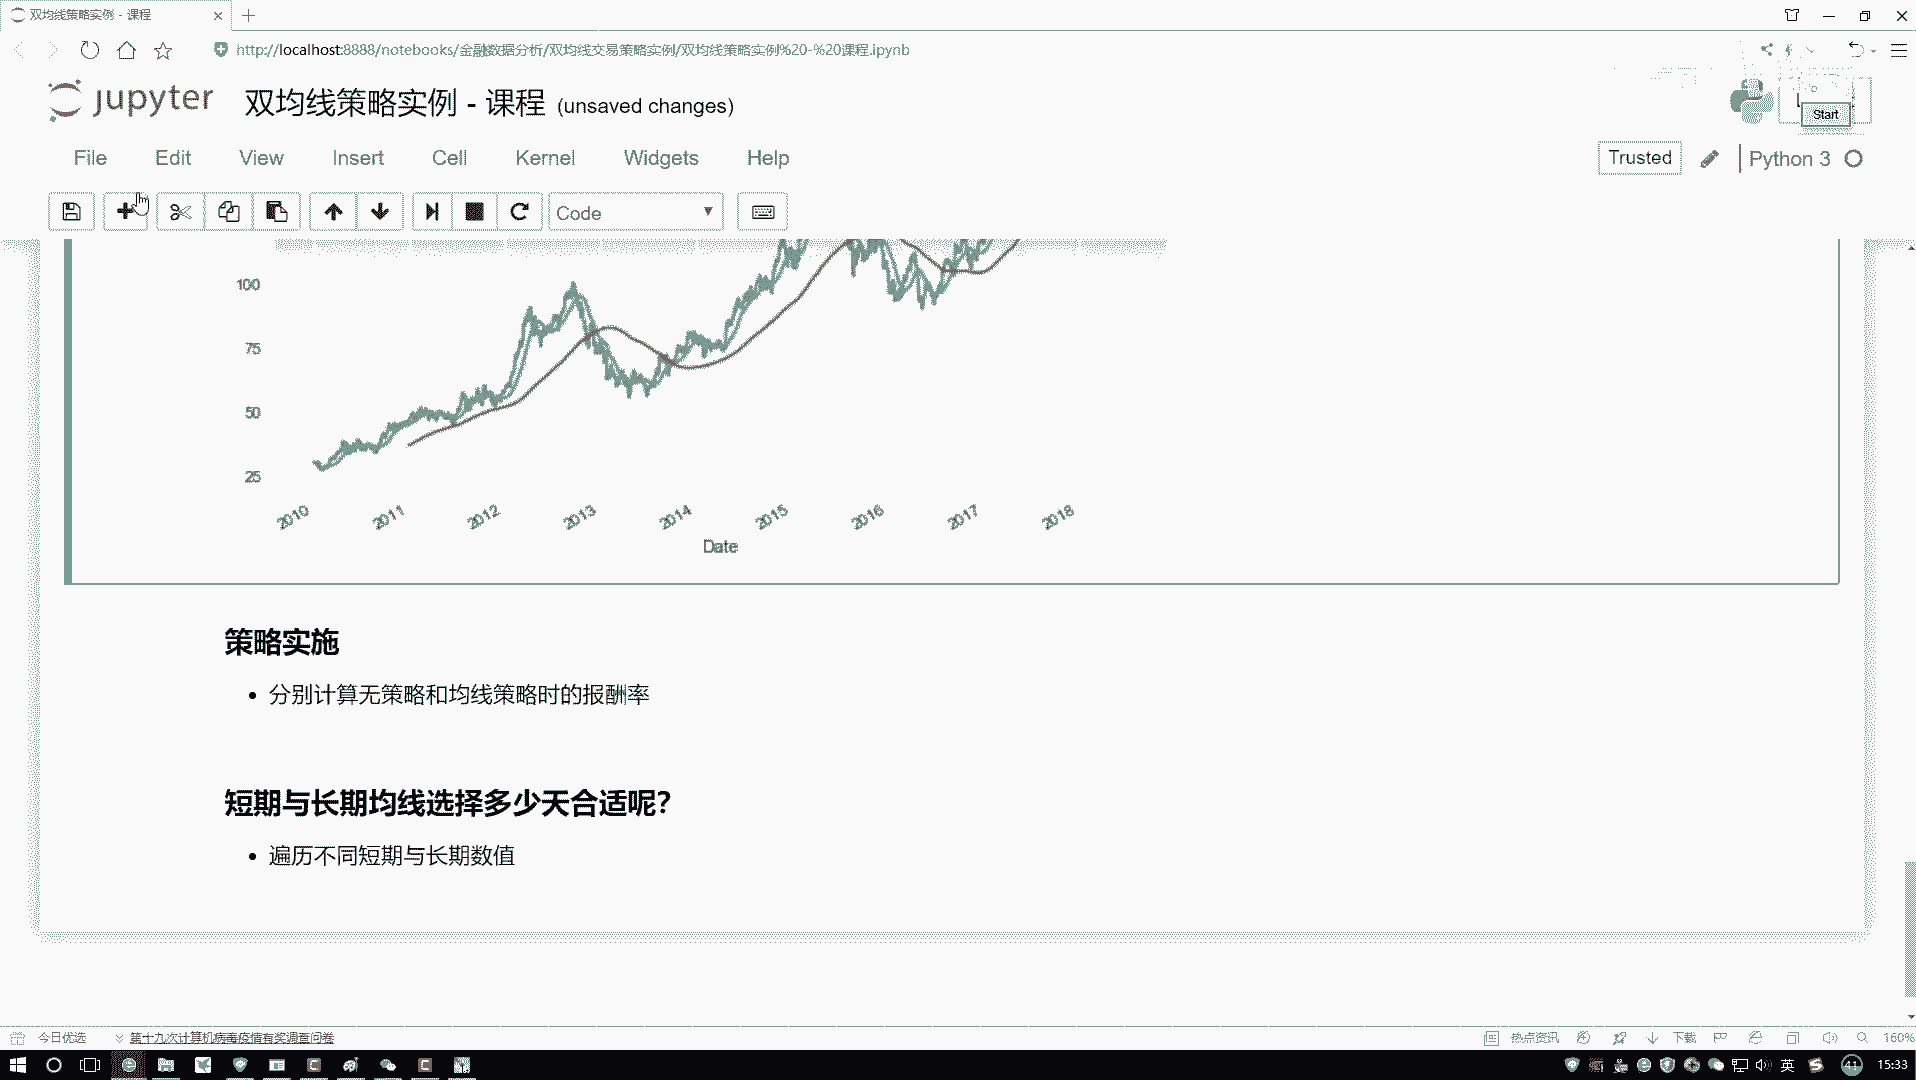 双均线策略实例 - 课程
http://localhost:8888/notebooks/金融数据分析/双均线交易策略实例/双均线策略实例%20-%20课程.ipynb
jupyter 双均线策略实例 - 课程 (unsaved changes)
Start
File Edit View Insert Cell Kernel Widgets Help
Trusted Python 3
Code
100
75
50
25
2010 2011 2012 2013 2014 2015 2016 2017 2018
Date
策略实施
分别计算无策略和均线策略时的报酬率
短期与长期均线选择多少天合适呢?
遍历不同短期与长期数值
今日优选 第十九次计算机病毒疫情有奖调查问卷 热点资讯 下载 160%
英 41 15:33